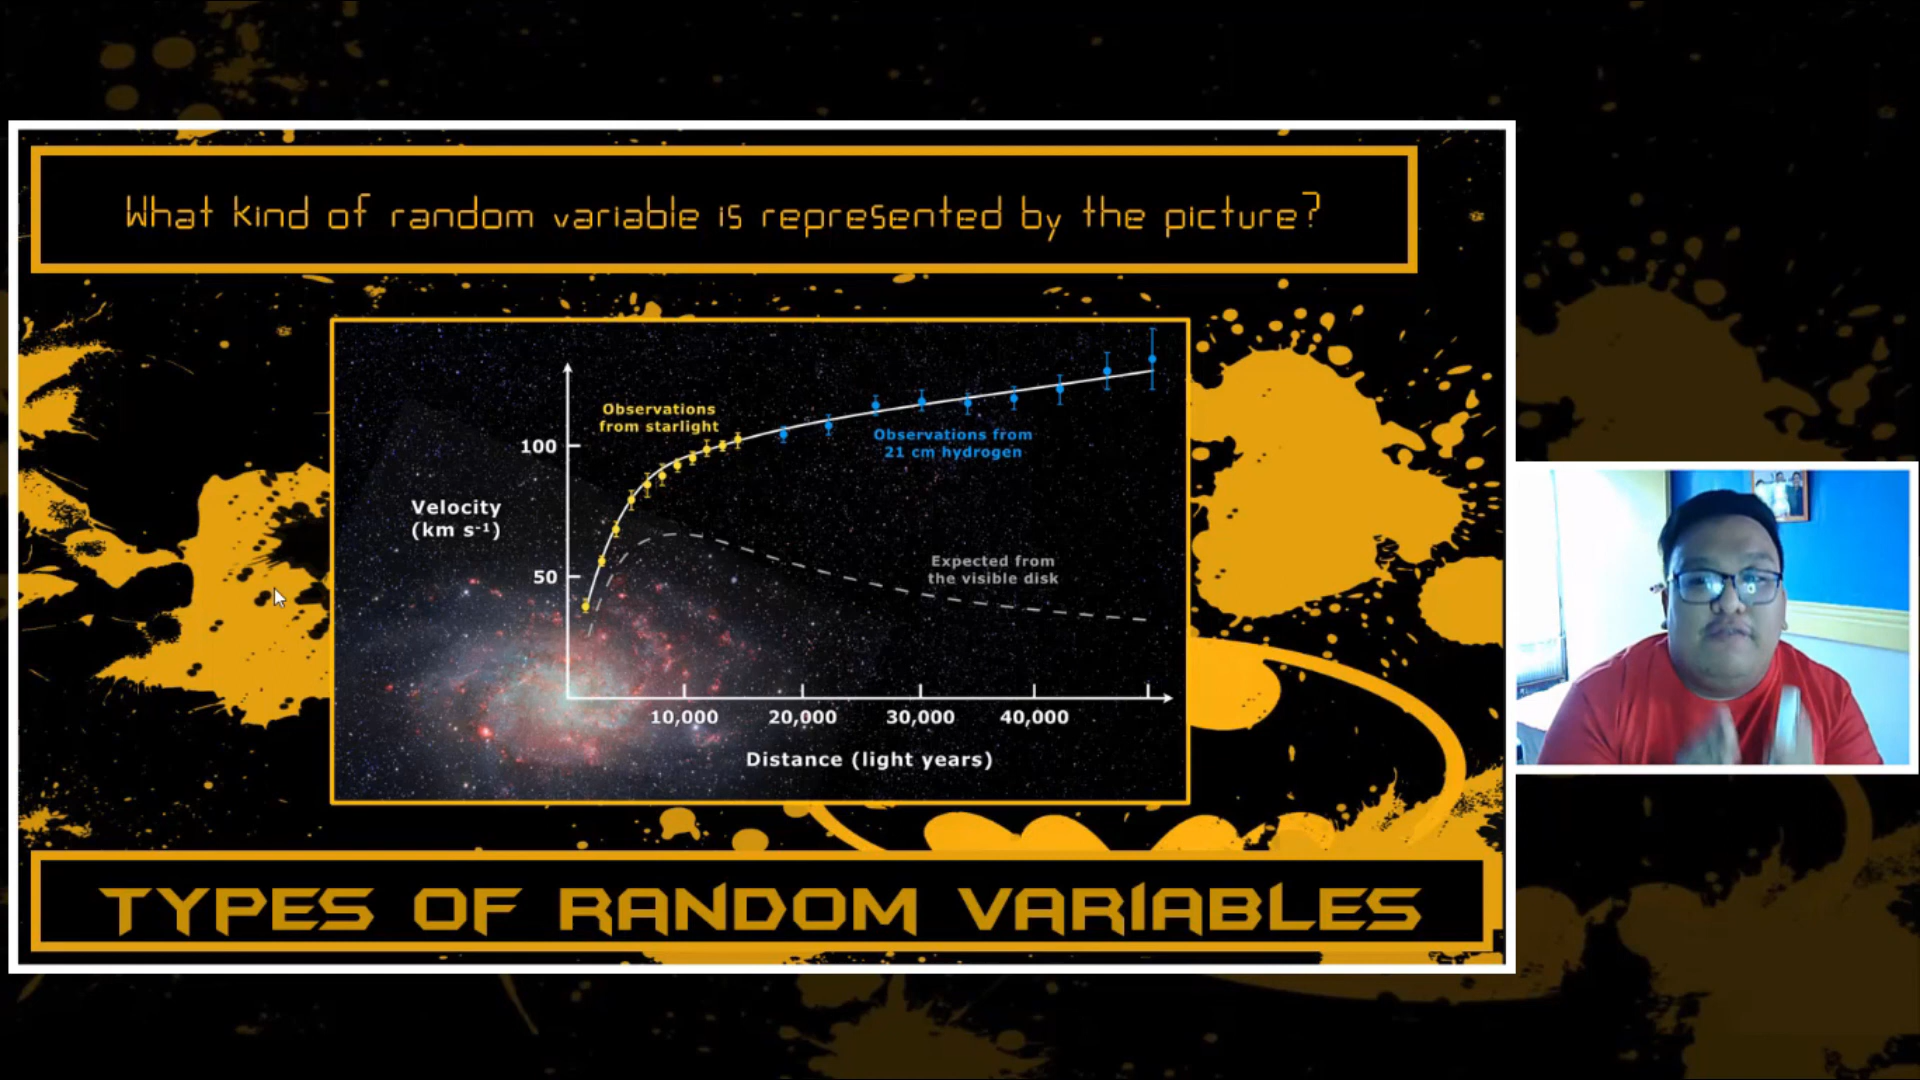 What kind of random variable is represented by the picture?
Observations
from starlight
100
Observations from
21 cm hydrogen
Velocity
(km s⁻¹)
Expected from
the visible disk
50
10,000 20,000 30,000 40,000
Distance (light years)
TYPES OF RANDOM VARIABLES